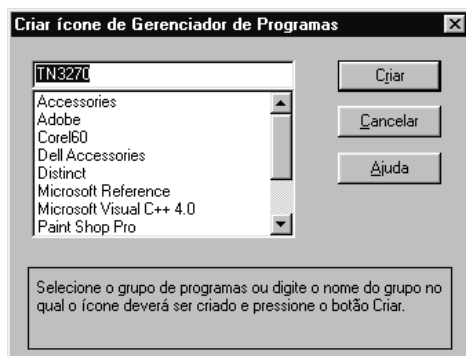 Criar ícone de Gerenciador de Programas
TN3270
Criar
Accessories
Adobe
Cancelar
Corel60
Dell Accessories
Distinct
Ajuda
Microsoft Reference
Microsoft Visual C++ 4.0
Paint Shop Pro
Selecione o grupo de programas ou digite o nome do grupo no
qual o ícone deverá ser criado e pressione o botão Criar.